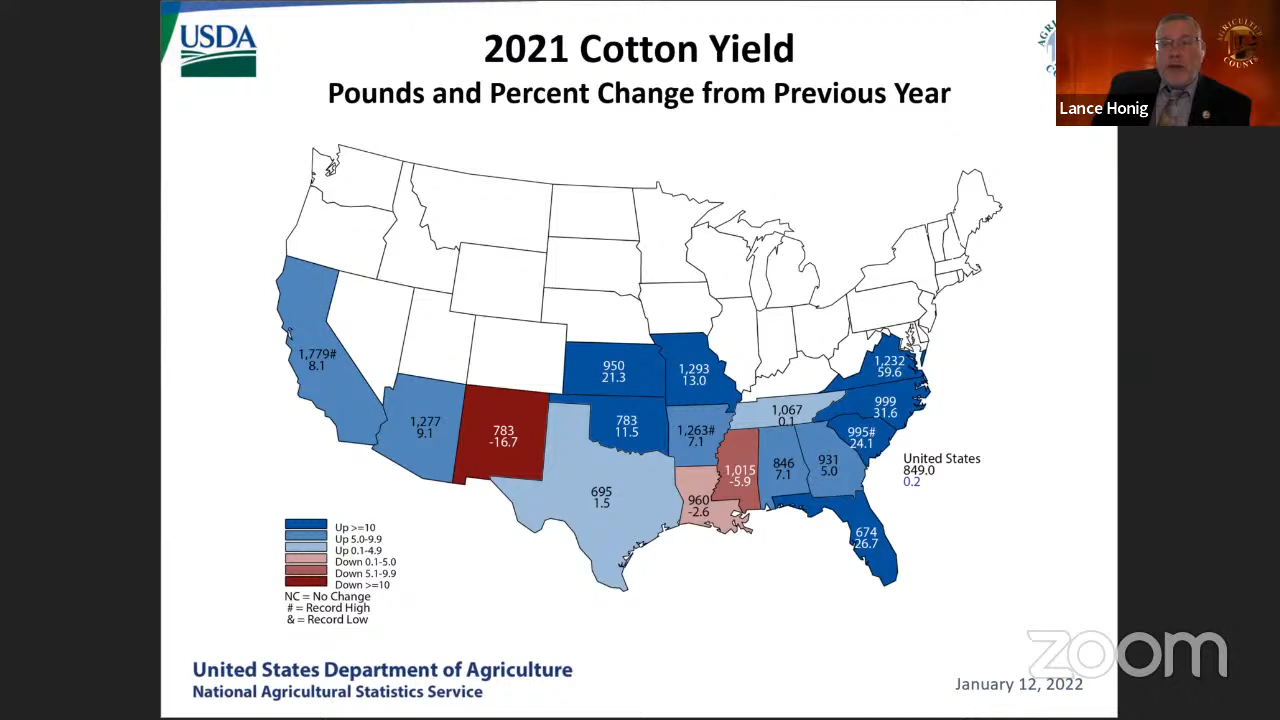 USDA
2021 Cotton Yield
Pounds and Percent Change from Previous Year
AGRICULTURE
COUNTS
Lance Honig
1,779#
8.1
1,277
9.1
783
-16.7
950
21.3
783
11.5
695
1.5
1,293
13.0
1,263#
7.1
960
-2.6
1,015
-5.9
1,067
0.1
846
7.1
931
5.0
1,232
59.6
999
31.6
995#
24.1
674
26.7
United States
849.0
0.2
Up >=10
Up 5.0-9.9
Up 0.1-4.9
Down 0.1-5.0
Down 5.1-9.9
Down >=10
NC = No Change
# = Record High
& = Record Low
United States Department of Agriculture
National Agricultural Statistics Service
January 12, 2022
zoom